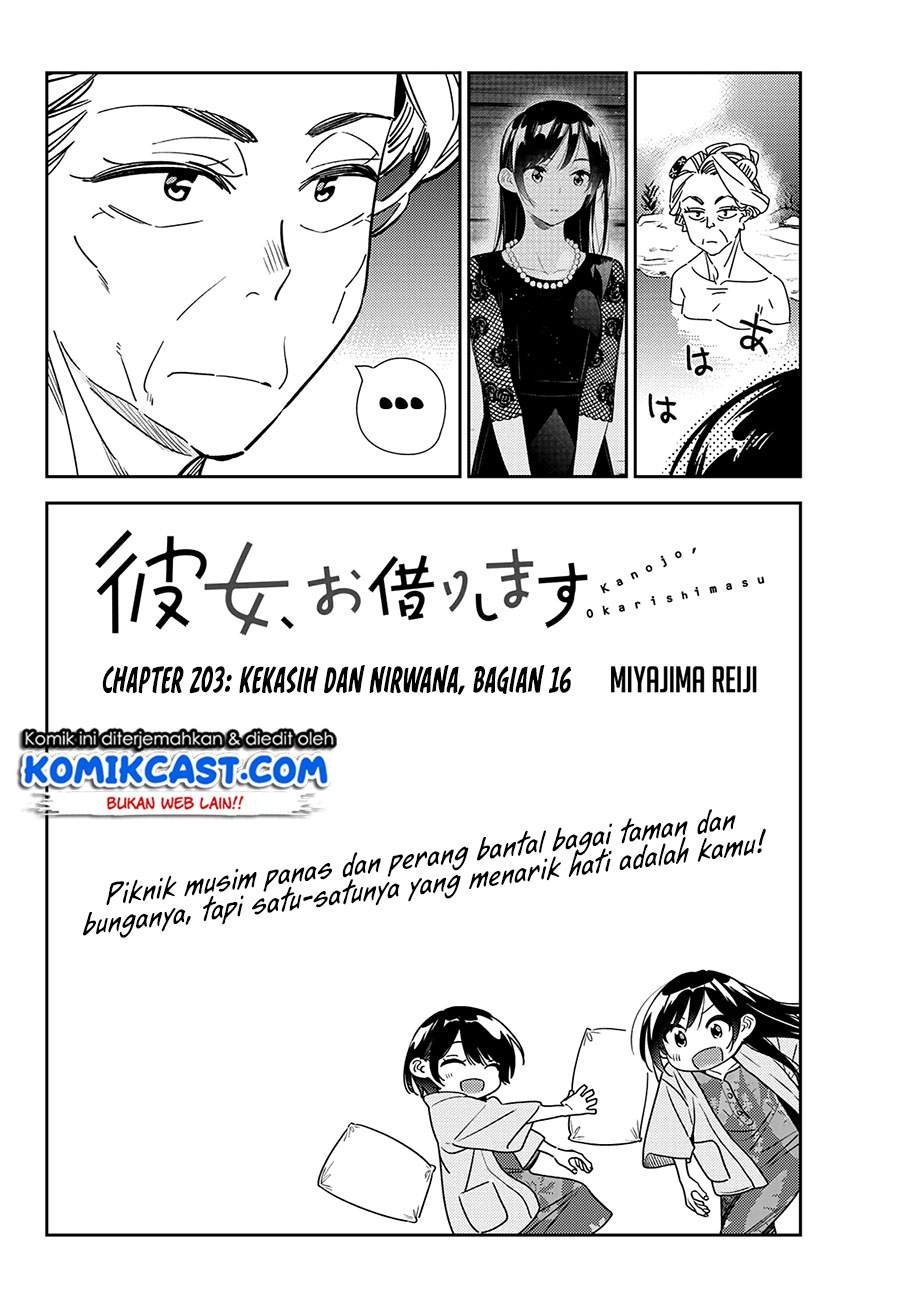 あ
は
は
...
彼女、お借りします
Kanojo,
Okarishimasu
CHAPTER 203: KEKASIH DAN NIRWANA, BAGIAN 16 MIYAJIMA REIJI
Komik ini diterjemahkan & diedit oleh
KOMIKCAST.COM
BUKAN WEB LAIN!!
Piknik musim panas dan perang bantal bagai taman dan
bunganya, tapi satu-satunya yang menarik hati adalah kamu!